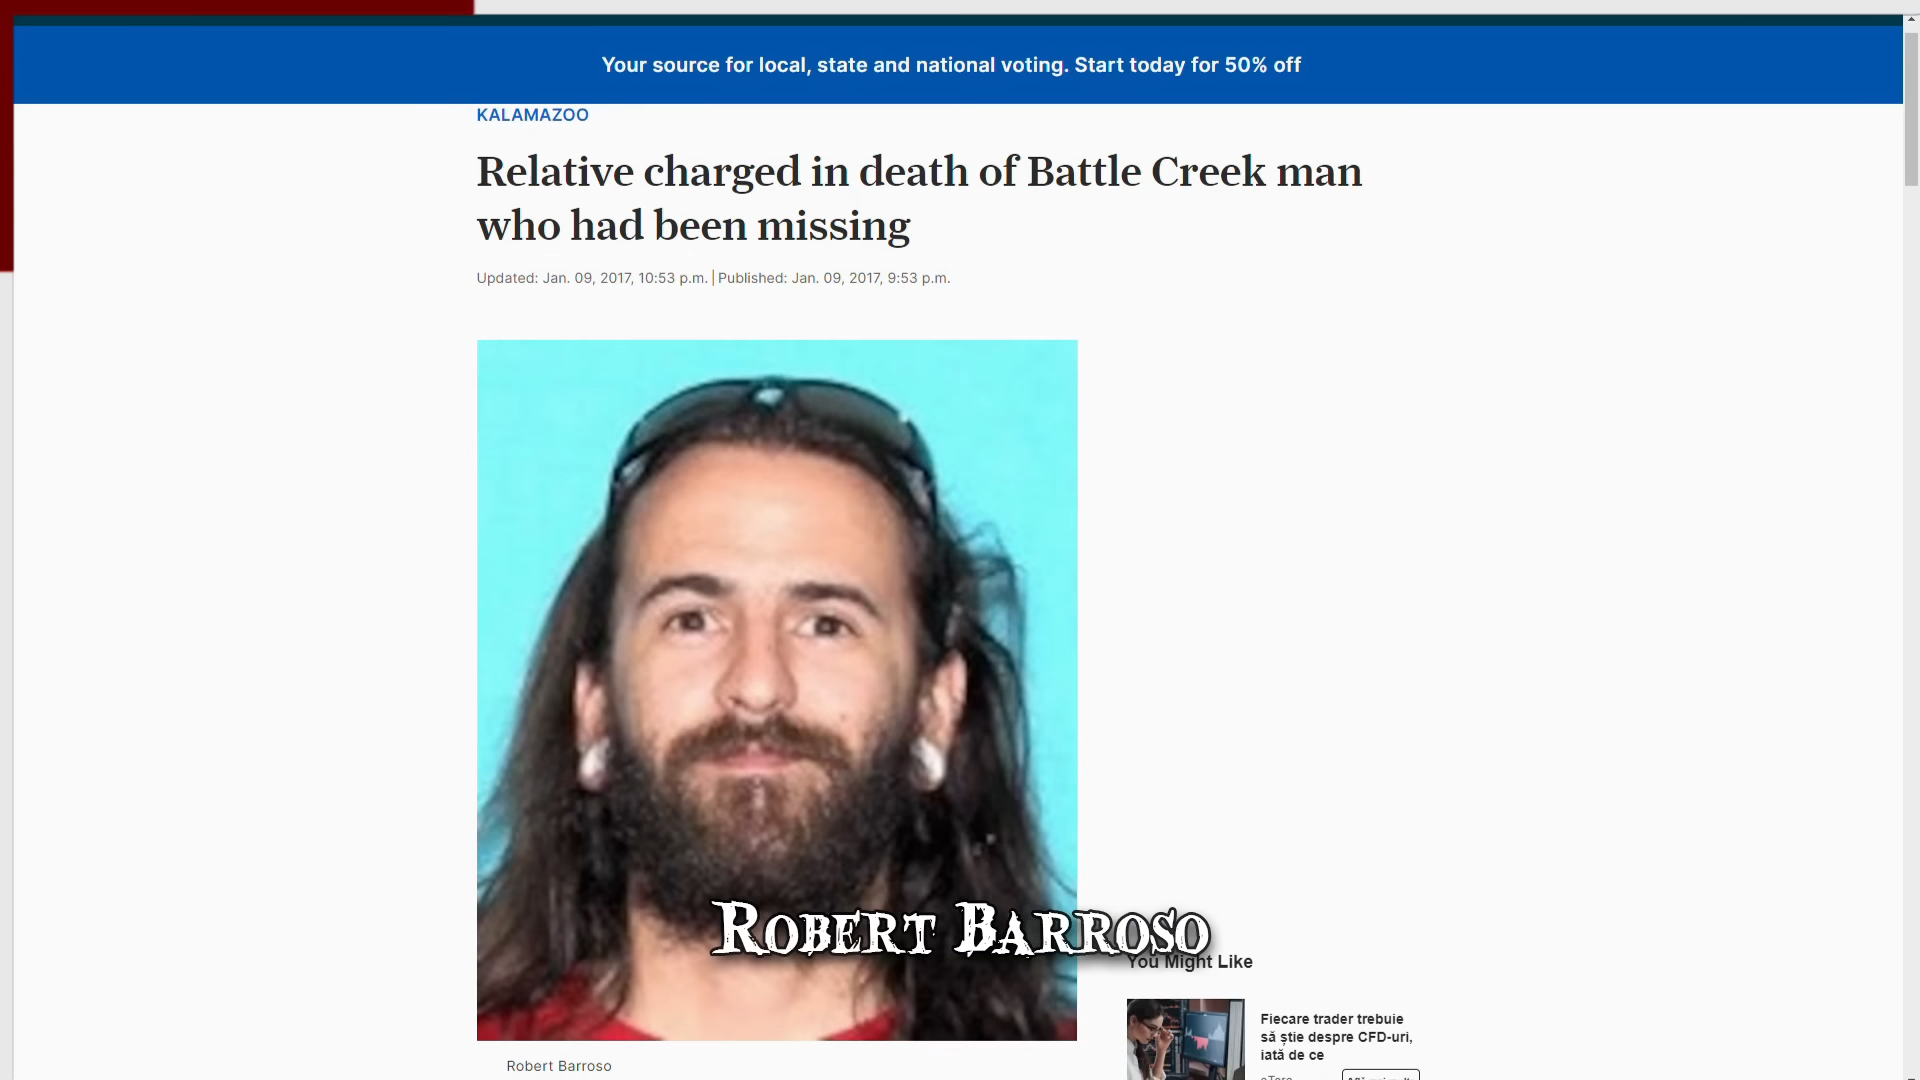 Your source for local, state and national voting. Start today for 50% off
KALAMAZOO
Relative charged in death of Battle Creek man
who had been missing
Updated: Jan. 09, 2017, 10:53 p.m. | Published: Jan. 09, 2017, 9:53 p.m.
ROBERT BARROSO
You Might Like
Fiecare trader trebuie
să știe despre CFD-uri,
iată de ce
Robert Barroso